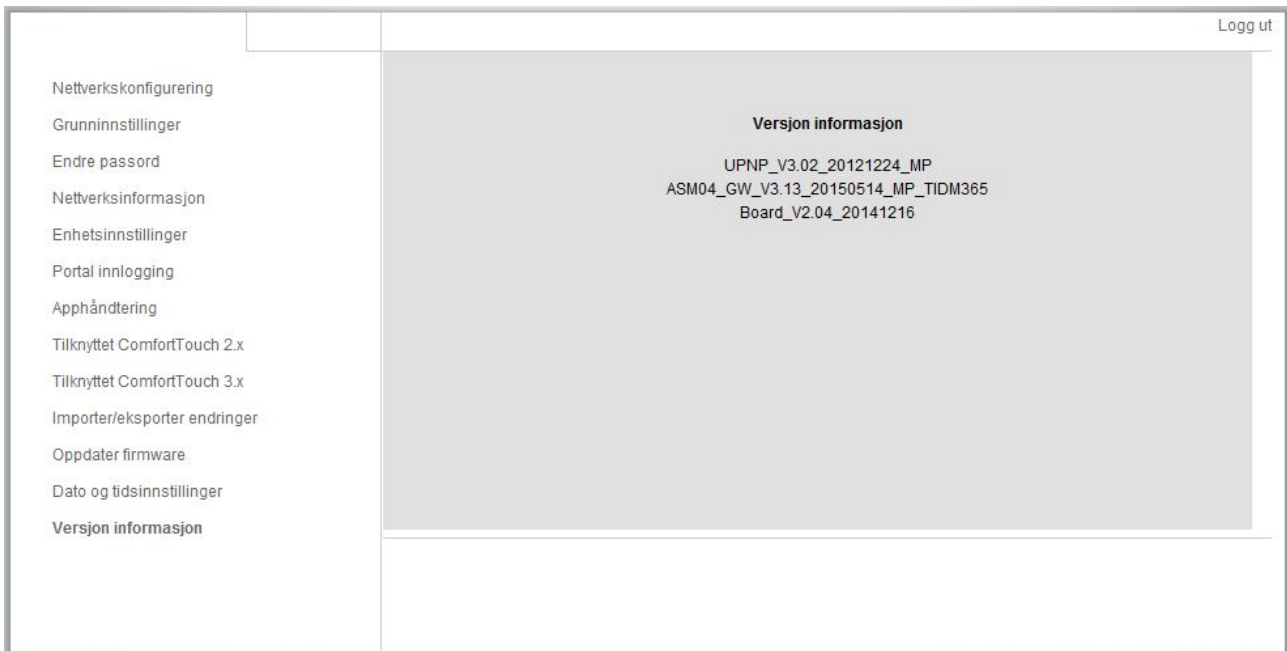 Logg ut
Nettverkskonfigurering
Grunninnstillinger
Endre passord
Nettverksinformasjon
Enhetsinnstillinger
Portal innlogging
Apphåndtering
Tilknyttet ComfortTouch 2.x
Tilknyttet ComfortTouch 3.x
Importer/eksporter endringer
Oppdater firmware
Dato og tidsinnstillinger
Versjon informasjon
Versjon informasjon
UPNP_V3.02_20121224_MP
ASM04_GW_V3.13_20150514_MP_TIDM365
Board_V2.04_20141216